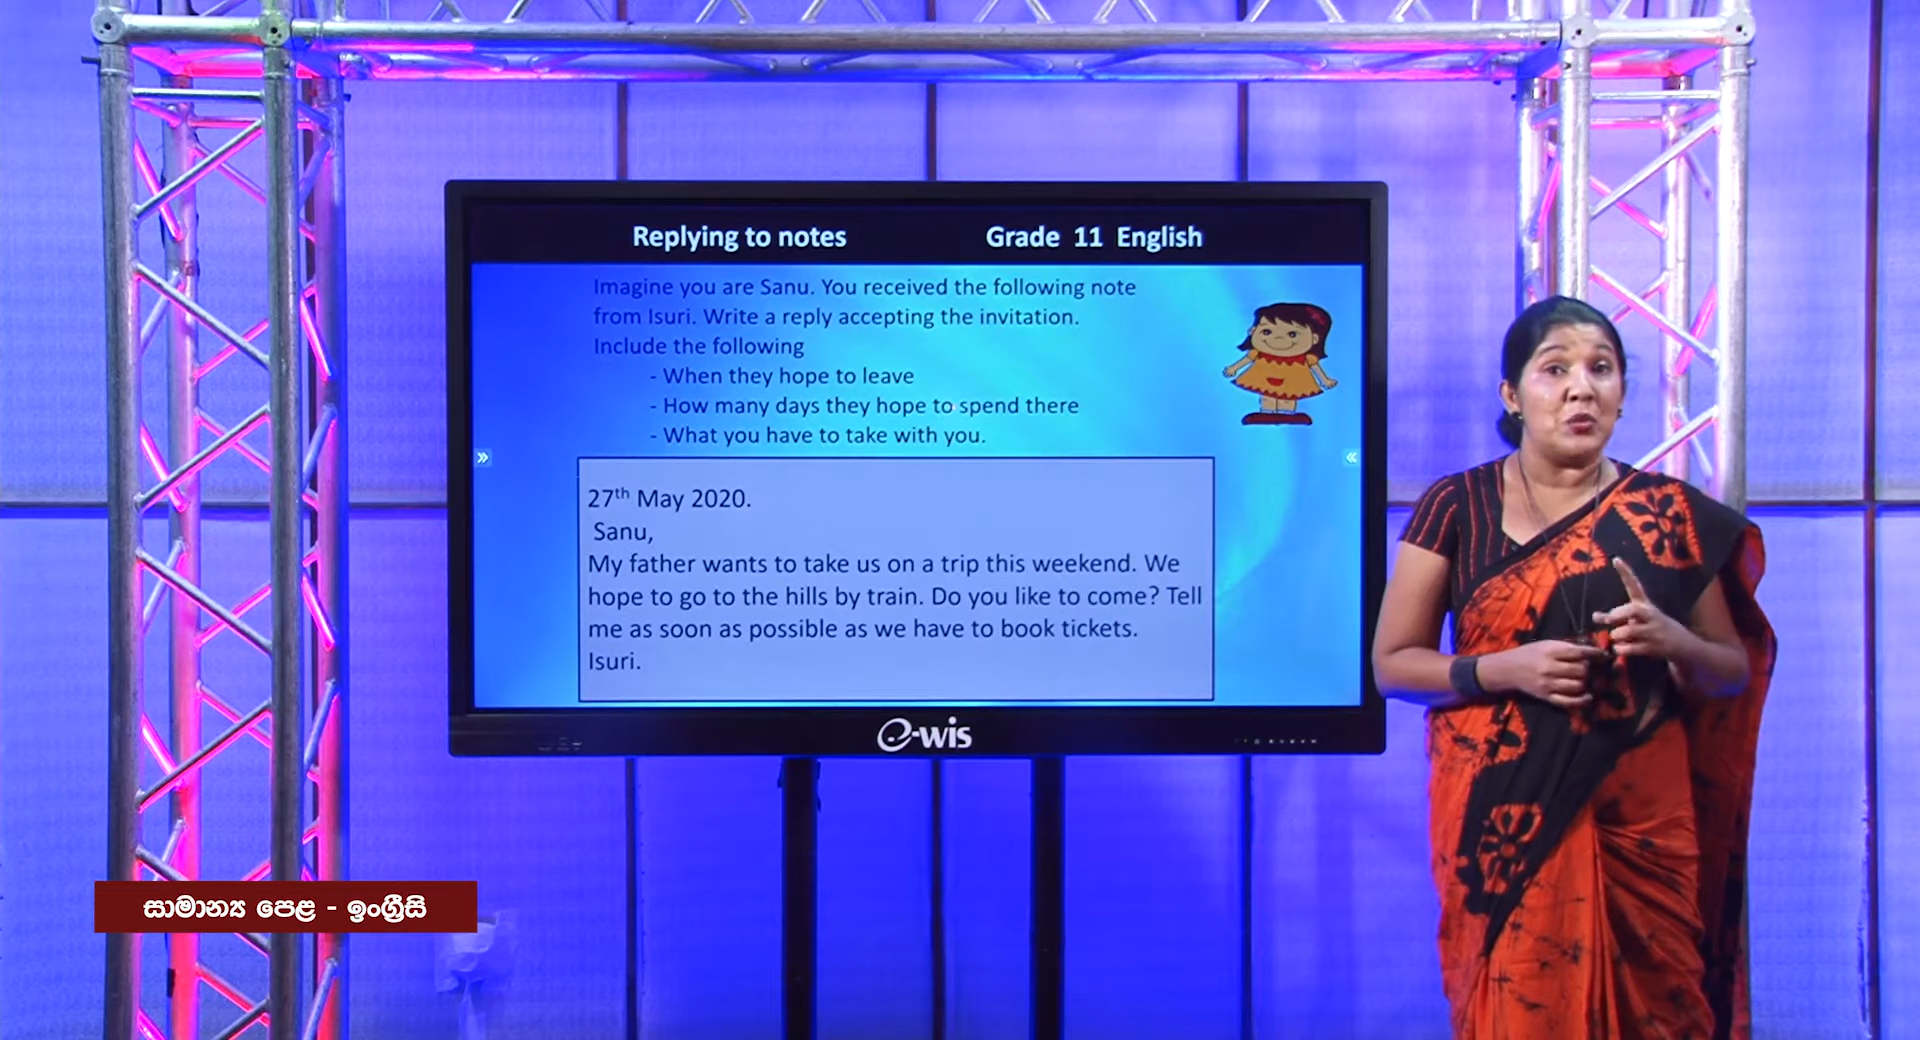 Replying to notes Grade 11 English
Imagine you are Sanu. You received the following note
from Isuri. Write a reply accepting the invitation.
Include the following
- When they hope to leave
- How many days they hope to spend there
- What you have to take with you.
27th May 2020.
Sanu,
My father wants to take us on a trip this weekend. We
hope to go to the hills by train. Do you like to come? Tell
me as soon as possible as we have to book tickets.
Isuri.
e-wis
සාමාන්‍ය පෙළ - ඉංග්‍රීසි